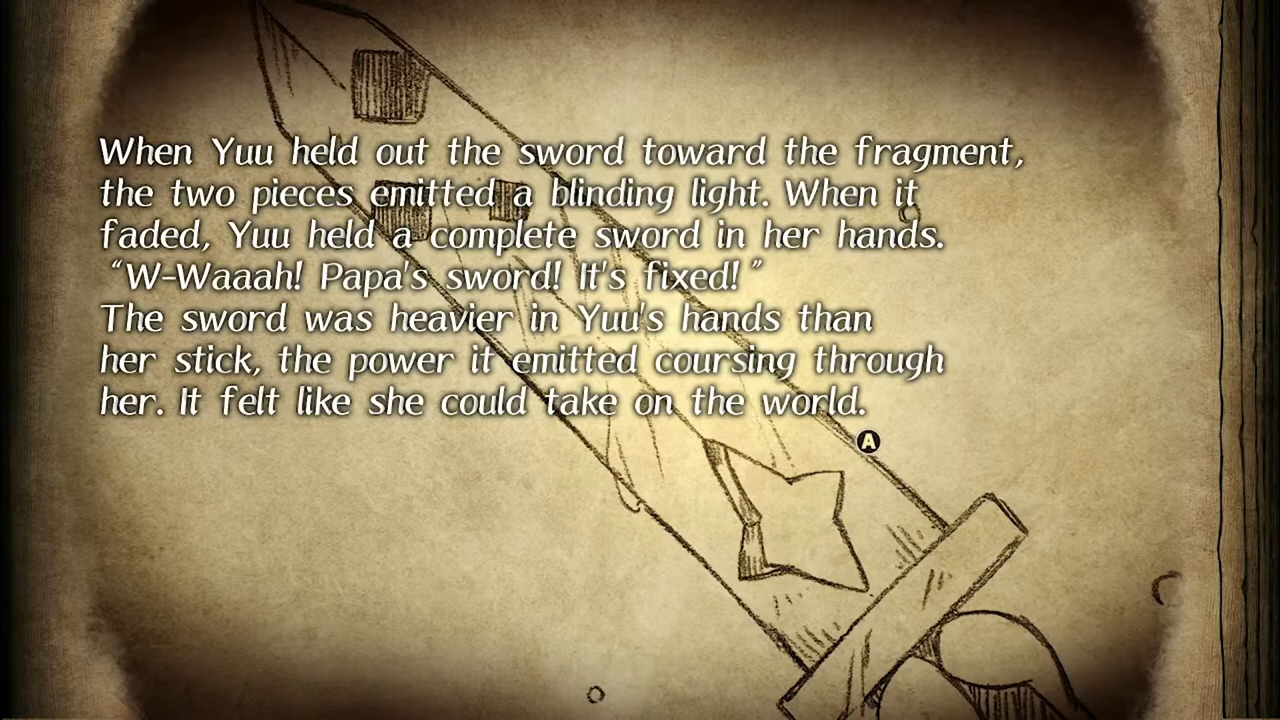 When Yuu held out the sword toward the fragment,
the two pieces emitted a blinding light. When it
faded, Yuu held a complete sword in her hands.
“W-Waaah! Papa's sword! It's fixed!”
The sword was heavier in Yuu's hands than
her stick, the power it emitted coursing through
her. It felt like she could take on the world.
A